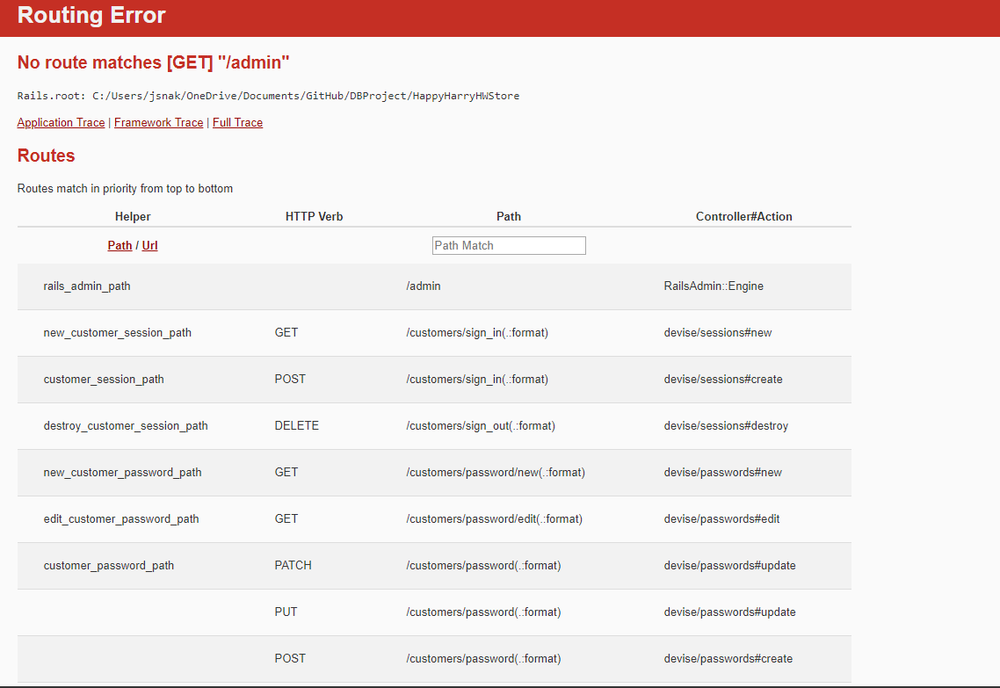 Routing Error
No route matches [GET] "/admin"
Rails.root: C:/Users/jsnak/OneDrive/Documents/GitHub/DBProject/HappyHarryHWStore
Application Trace | Framework Trace | Full Trace
Routes
Routes match in priority from top to bottom
Helper HTTP Verb Path Controller#Action
Path / Url Path Match
rails_admin_path /admin RailsAdmin::Engine
new_customer_session_path GET /customers/sign_in(.:format) devise/sessions#new
customer_session_path POST /customers/sign_in(.:format) devise/sessions#create
destroy_customer_session_path DELETE /customers/sign_out(.:format) devise/sessions#destroy
new_customer_password_path GET /customers/password/new(.:format) devise/passwords#new
edit_customer_password_path GET /customers/password/edit(.:format) devise/passwords#edit
customer_password_path PATCH /customers/password(.:format) devise/passwords#update
PUT /customers/password(.:format) devise/passwords#update
POST /customers/password(.:format) devise/passwords#create